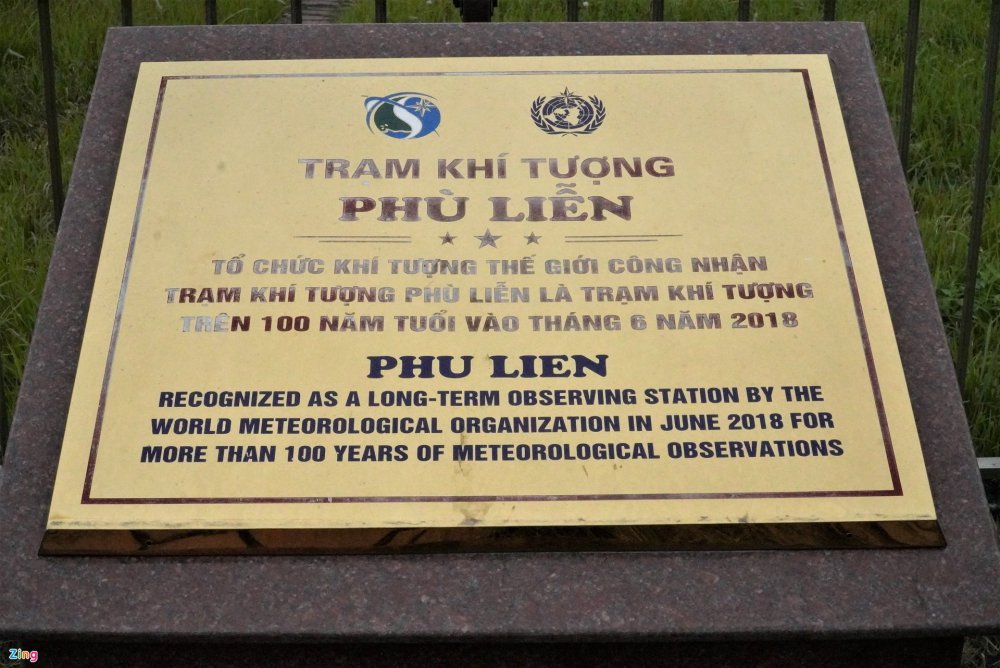 TRẠM KHÍ TƯỢNG
PHÙ LIỄN
TỔ CHỨC KHÍ TƯỢNG THẾ GIỚI CÔNG NHẬN
TRẠM KHÍ TƯỢNG PHÙ LIỄN LÀ TRẠM KHÍ TƯỢNG
TRÊN 100 NĂM TUỔI VÀO THÁNG 6 NĂM 2018
PHU LIEN
RECOGNIZED AS A LONG-TERM OBSERVING STATION BY THE
WORLD METEOROLOGICAL ORGANIZATION IN JUNE 2018 FOR
MORE THAN 100 YEARS OF METEOROLOGICAL OBSERVATIONS
Zing